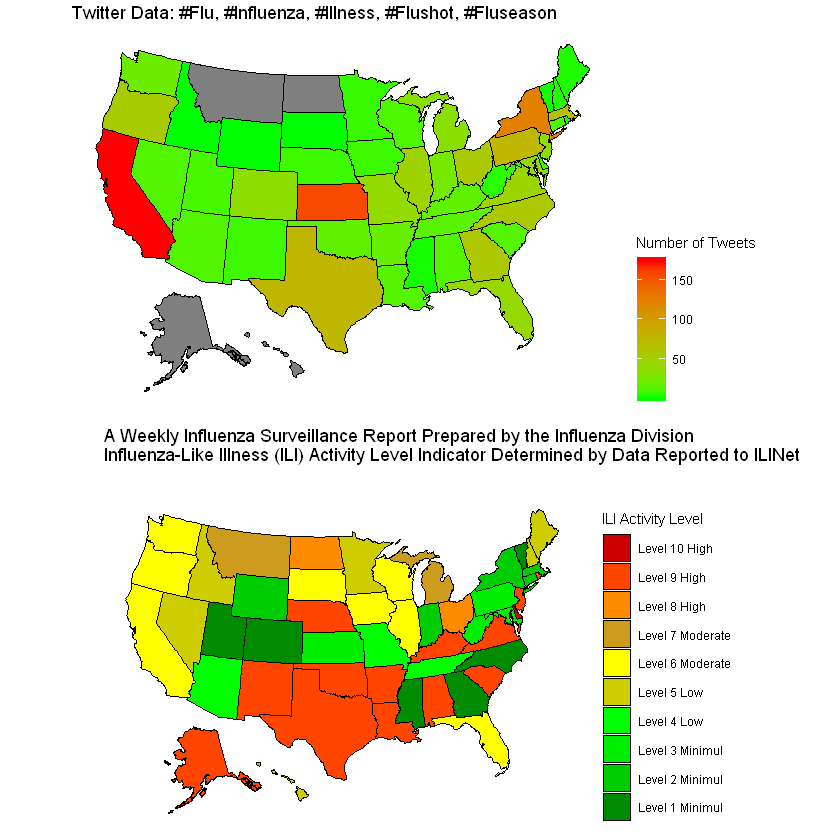 Twitter Data: #Flu, #Influenza, #Illness, #Flushot, #Fluseason
Number of Tweets
150
100
50
A Weekly Influenza Surveillance Report Prepared by the Influenza Division
Influenza-Like Illness (ILI) Activity Level Indicator Determined by Data Reported to ILINet
ILI Activity Level
Level 10 High
Level 9 High
Level 8 High
Level 7 Moderate
Level 6 Moderate
Level 5 Low
Level 4 Low
Level 3 Minimul
Level 2 Minimul
Level 1 Minimul